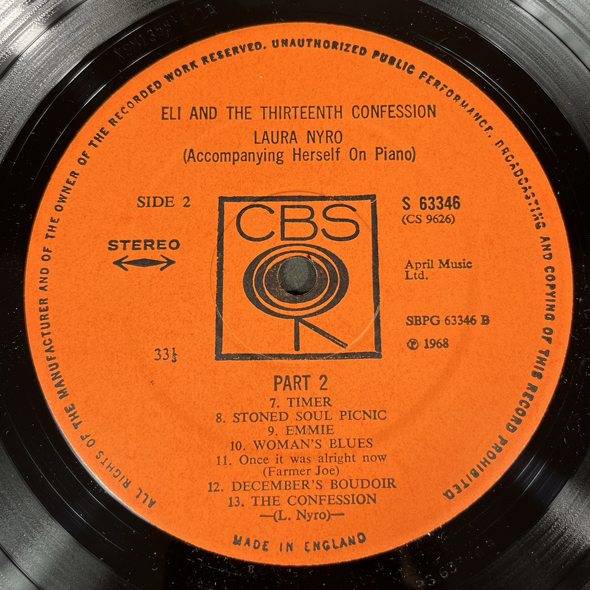 ALL RIGHTS OF THE MANUFACTURER AND OF THE OWNER OF THE RECORDED WORK RESERVED. UNAUTHORIZED PUBLIC PERFORMANCE, BROADCASTING AND COPYING OF THIS RECORD PROHIBITED.
ELI AND THE THIRTEENTH CONFESSION
LAURA NYRO
(Accompanying Herself On Piano)
SIDE 2
S 63346
(CS 9626)
CBS
STEREO
April Music
Ltd.
SBPG 63346 B
℗ 1968
33⅓
PART 2
7. TIMER
8. STONED SOUL PICNIC
9. EMMIE
10. WOMAN'S BLUES
11. Once it was alright now
(Farmer Joe)
12. DECEMBER'S BOUDOIR
13. THE CONFESSION
—(L. Nyro)—
MADE IN ENGLAND